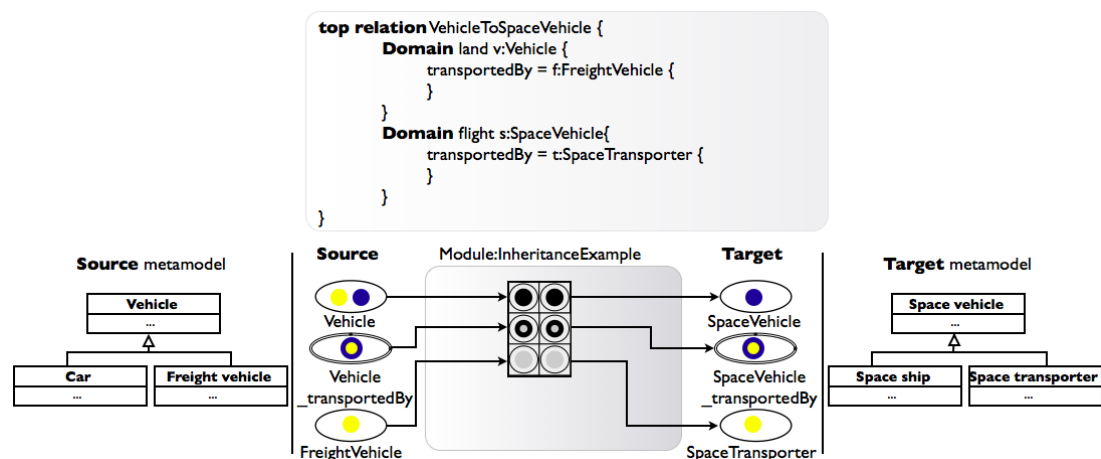 top relation VehicleToSpaceVehicle {
Domain land v:Vehicle {
transportedBy = f:FreightVehicle {
}
}
Domain flight s:SpaceVehicle{
transportedBy = t:SpaceTransporter {
}
}
}
Source metamodel
Vehicle
...
Car
...
Freight vehicle
...
Source
Vehicle
Vehicle
_transportedBy
FreightVehicle
Module:InheritanceExample
Target
SpaceVehicle
SpaceVehicle
_transportedBy
SpaceTransporter
Target metamodel
Space vehicle
...
Space ship
...
Space transporter
...